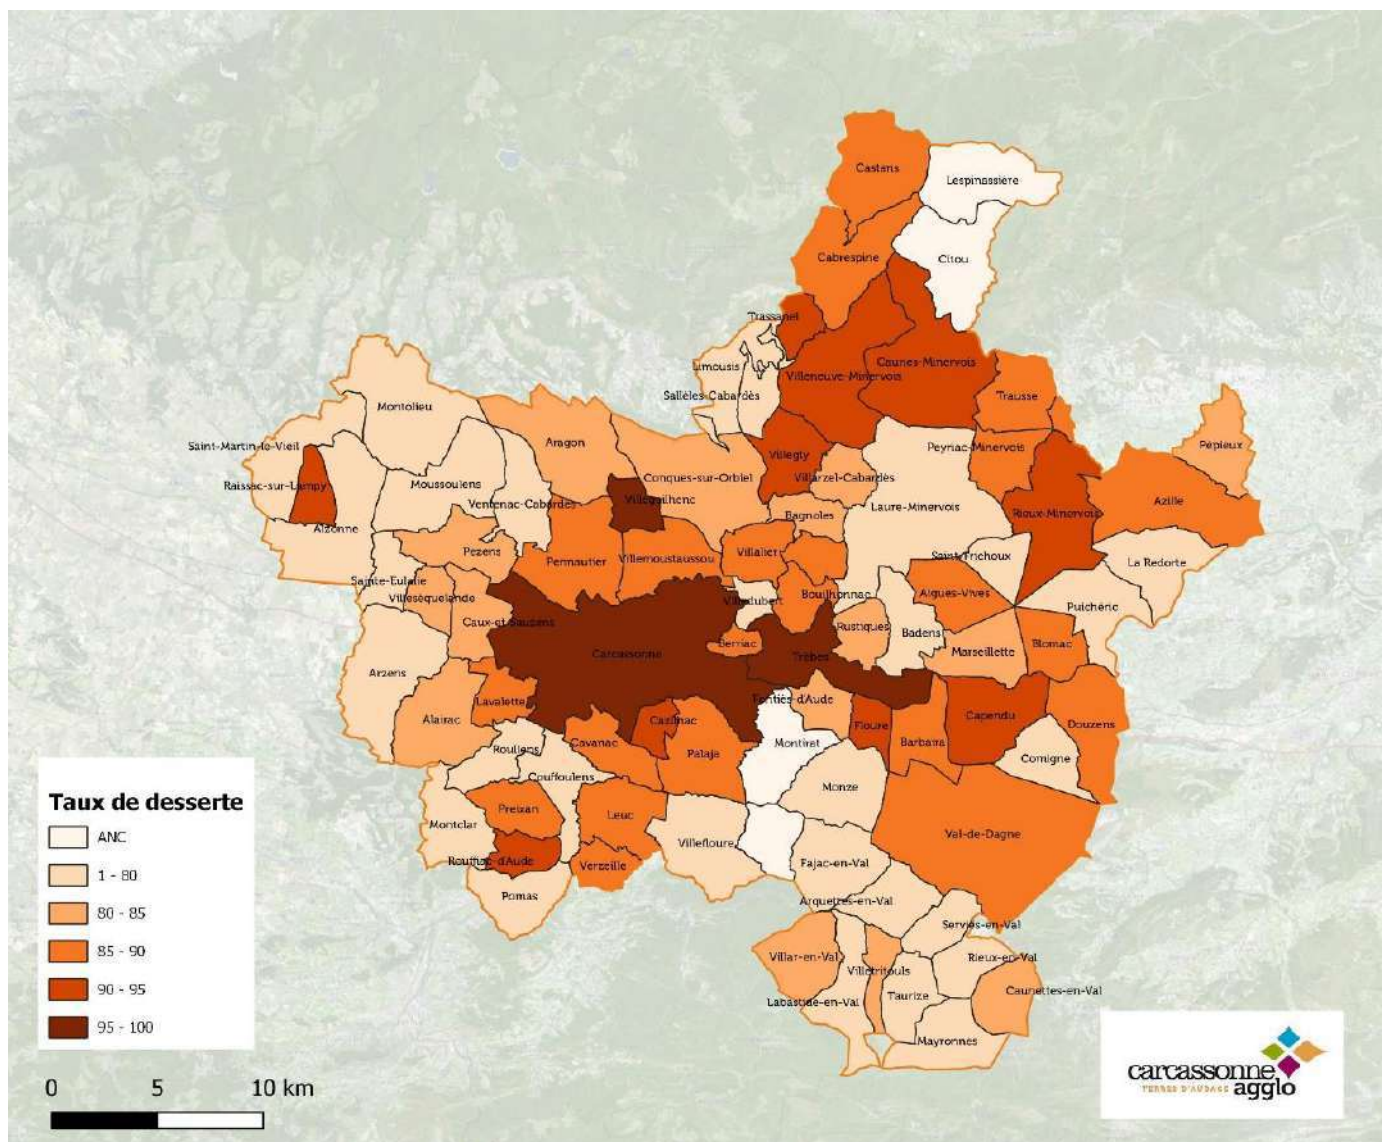 Castans
Lespinassière
Cabrespine
Citou
Trassanel
Limousis
Caunes-Minervois
Villeneuve-Minervois
Sallèles-Cabardès
Trausse
Montolieu
Saint-Martin-le-Vieil
Aragon
Peyriac-Minervois
Pépieux
Villegly
Raissac-sur-Lampy
Moussoulens
Conques-sur-Orbiel
Villarzel-Cabardès
Ventenac-Cabardès
Villegailhenc
Azille
Laure-Minervois
Rieux-Minervois
Alzonne
Bagnoles
Pezens
Pennautier
Villemoustaussou
Villalier
Saint-Frichoux
La Redorte
Sainte-Eulalie
Villesèquelande
Villedubert
Bouilhonnac
Aigues-Vives
Puichéric
Caux-et-Sauzens
Rustiques
Badens
Berriac
Carcassonne
Trèbes
Marseillette
Blomac
Arzens
Lavalette
Fontiès-d'Aude
Alairac
Cazilhac
Floure
Capendu
Douzens
Roullens
Cavanac
Palaja
Montirat
Barbaira
Comigne
Couffoulens
Monze
Preixan
Leuc
Montclar
Villefloure
Val-de-Dagne
Rouffiac-d'Aude
Verzeille
Fajac-en-Val
Pomas
Arquettes-en-Val
Serviès-en-Val
Villar-en-Val
Villetritouls
Rieux-en-Val
Labastide-en-Val
Taurize
Caunettes-en-Val
Mayronnes
Taux de desserte
ANC
1 - 80
80 - 85
85 - 90
90 - 95
95 - 100
0 5 10 km
carcassonne
TERRES D'AUDACE agglo